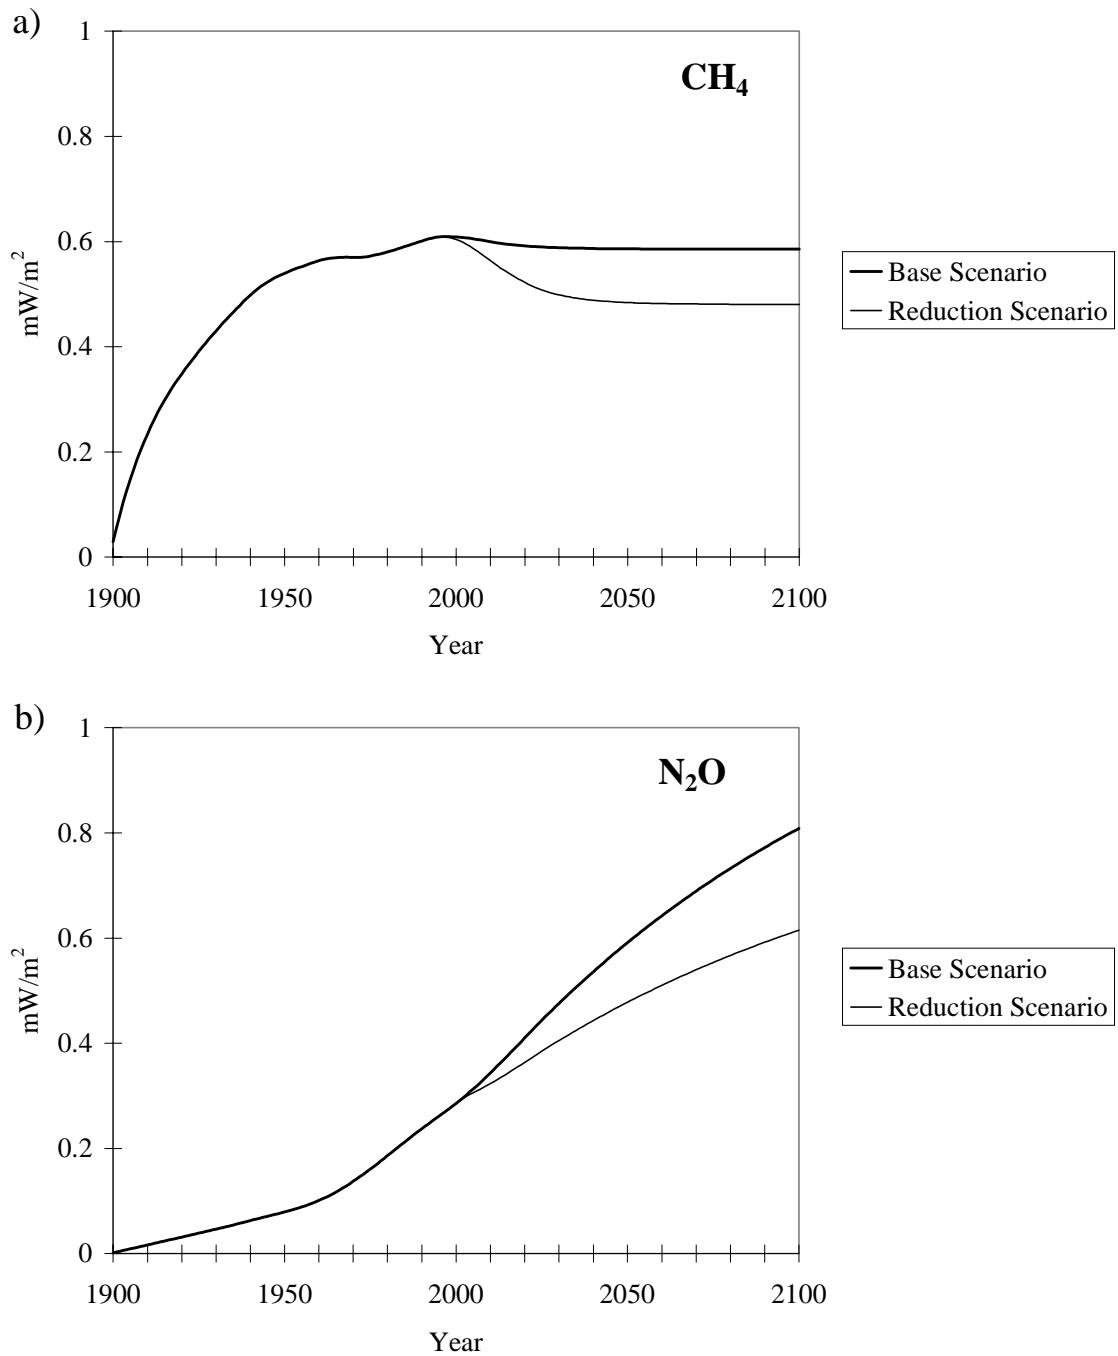 a)
1
CH₄
0.8
0.6
mW/m²
0.4
0.2
0
1900 1950 2000 2050 2100
Year
Base Scenario
Reduction Scenario
b)
1
N₂O
0.8
0.6
mW/m²
0.4
0.2
0
1900 1950 2000 2050 2100
Year
Base Scenario
Reduction Scenario